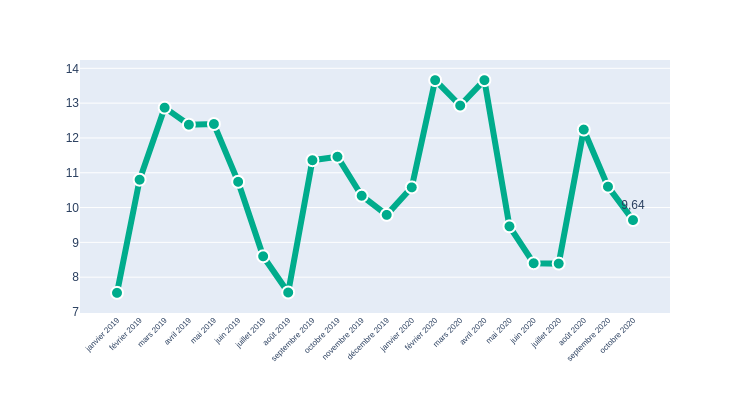 14
13
12
11
10
9
8
7
9,64
janvier 2019
février 2019
mars 2019
avril 2019
mai 2019
juin 2019
juillet 2019
août 2019
septembre 2019
octobre 2019
novembre 2019
décembre 2019
janvier 2020
février 2020
mars 2020
avril 2020
mai 2020
juin 2020
juillet 2020
août 2020
septembre 2020
octobre 2020